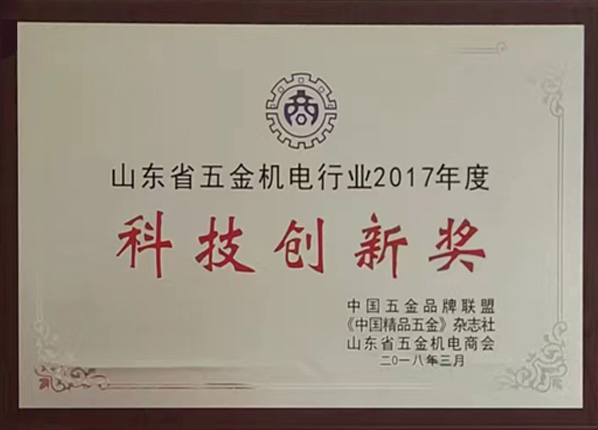 商
山东省五金机电行业2017年度
科技创新奖
中国五金品牌联盟
《中国精品五金》杂志社
山东省五金机电商会
二〇一八年三月